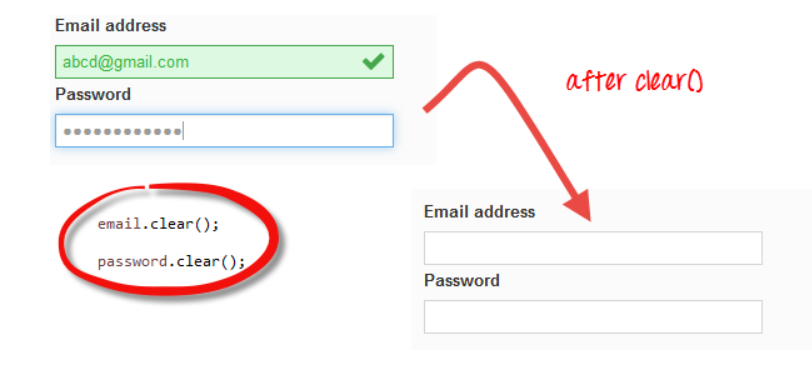 Email address
abcd@gmail.com
Password
••••••••••••
after clear()
email.clear();
password.clear();
Email address
Password